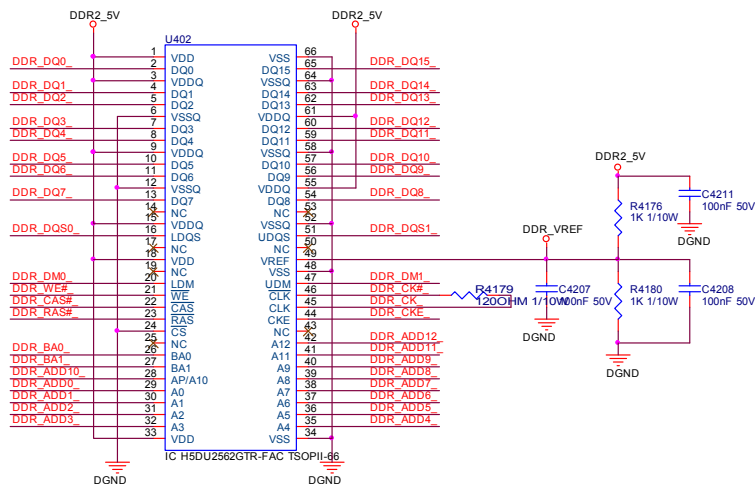 DDR2_5V
DDR2_5V
U402
1 VDD VSS 66
DDR_DQ0_ 2 DQ0 DQ15 65 DDR_DQ15_
3 VDDQ VSSQ 64
DDR_DQ1_ 4 DQ1 DQ14 63 DDR_DQ14_
DDR_DQ2_ 5 DQ2 DQ13 62 DDR_DQ13_
6 VSSQ VDDQ 61
DDR_DQ3_ 7 DQ3 DQ12 60 DDR_DQ12_
DDR_DQ4_ 8 DQ4 DQ11 59 DDR_DQ11_
9 VDDQ VSSQ 58
DDR_DQ5_ 10 DQ5 DQ10 57 DDR_DQ10_
DDR_DQ6_ 11 DQ6 DQ9 56 DDR_DQ9_
12 VSSQ VDDQ 55
DDR_DQ7_ 13 DQ7 DQ8 54 DDR_DQ8_
14 NC NC 53
15 VDDQ VSSQ 52
DDR_DQS0_ 16 LDQS UDQS 51 DDR_DQS1_
17 NC NC 50
18 VDD VREF 49
19 NC VSS 48
DDR_DM0_ 20 LDM UDM 47 DDR_DM1_
DDR_WE#_ 21 WE CLK 46 DDR_CK#_
DDR_CAS#_ 22 CAS CLK 45 DDR_CK_
DDR_RAS#_ 23 RAS CKE 44 DDR_CKE_
24 CS NC 43
25 NC A12 42 DDR_ADD12_
DDR_BA0_ 26 BA0 A11 41 DDR_ADD11_
DDR_BA1_ 27 BA1 A9 40 DDR_ADD9_
DDR_ADD10_ 28 AP/A10 A8 39 DDR_ADD8_
DDR_ADD0_ 29 A0 A7 38 DDR_ADD7_
DDR_ADD1_ 30 A1 A6 37 DDR_ADD6_
DDR_ADD2_ 31 A2 A5 36 DDR_ADD5_
DDR_ADD3_ 32 A3 A4 35 DDR_ADD4_
33 VDD VSS 34
IC H5DU2562GTR-FAC TSOPII-66
DGND
DGND
R4179
120OHM 1/10W
DDR_VREF
C4207
100nF 50V
DGND
DDR2_5V
R4176
1K 1/10W
C4211
100nF 50V
DGND
R4180
1K 1/10W
C4208
100nF 50V
DGND